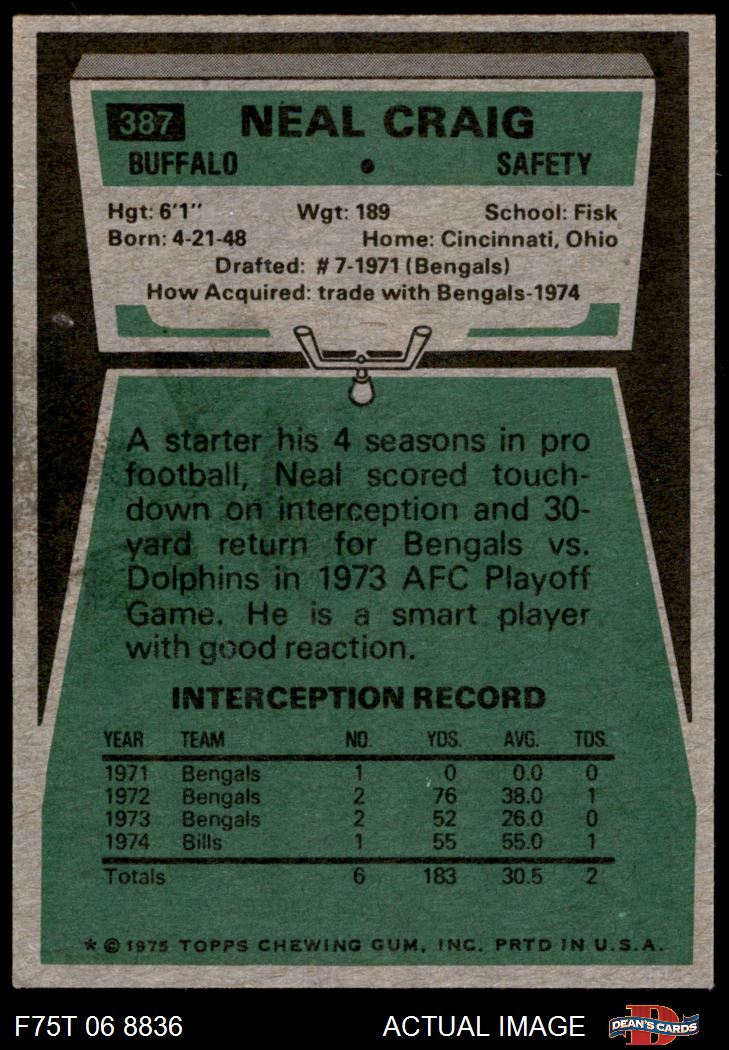 387 NEAL CRAIG
BUFFALO • SAFETY
Hgt: 6'1" Wgt: 189 School: Fisk
Born: 4-21-48 Home: Cincinnati, Ohio
Drafted: #7-1971 (Bengals)
How Acquired: trade with Bengals-1974
A starter his 4 seasons in pro
football, Neal scored touch-
down on interception and 30-
yard return for Bengals vs.
Dolphins in 1973 AFC Playoff
Game. He is a smart player
with good reaction.
INTERCEPTION RECORD
YEAR TEAM NO. YDS. AVG. TDS.
1971 Bengals 1 0 0.0 0
1972 Bengals 2 76 38.0 1
1973 Bengals 2 52 26.0 0
1974 Bills 1 55 55.0 1
Totals 6 183 30.5 2
* © 1975 TOPPS CHEWING GUM, INC. PRTD IN U.S.A.
F75T 06 8836 ACTUAL IMAGE D DEAN'S CARDS